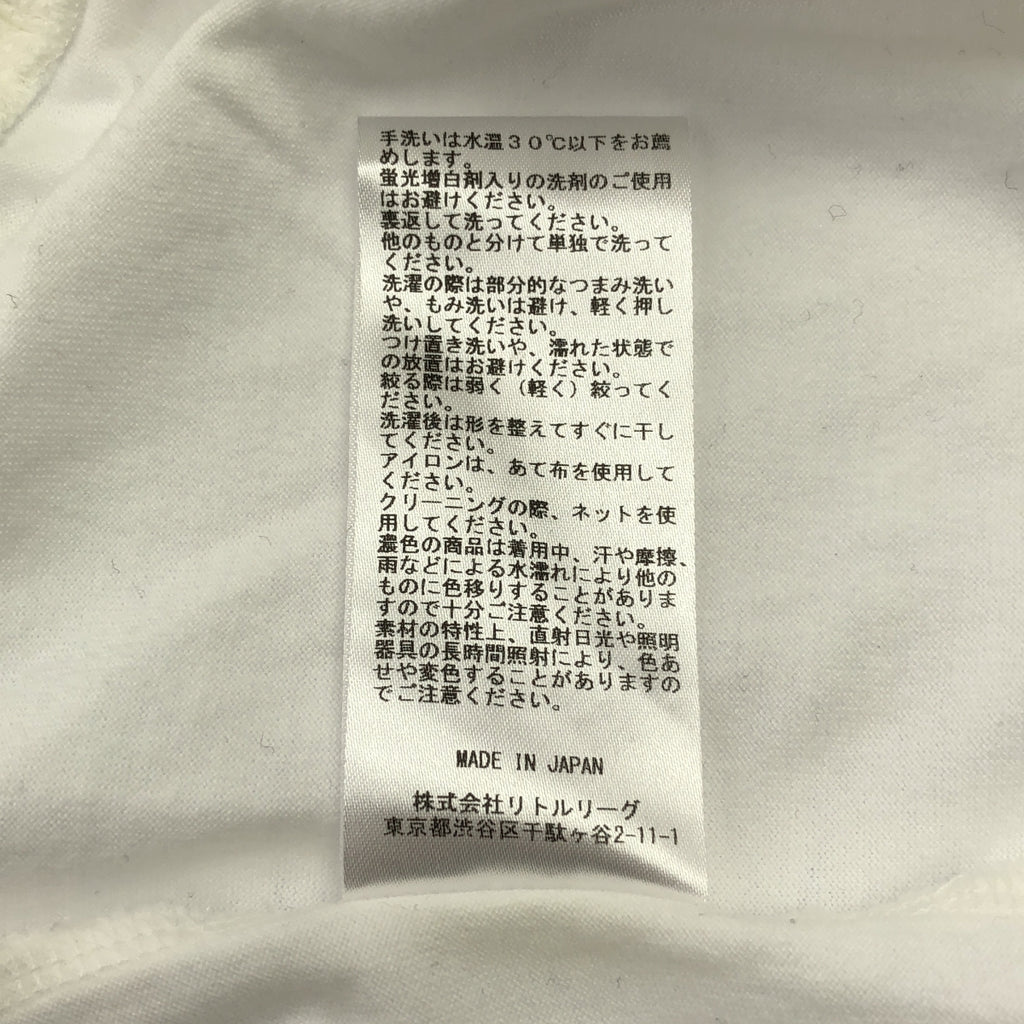 手洗いは水温30℃以下をお薦
めします。
蛍光増白剤入りの洗剤のご使用
はお避けください。
裏返して洗ってください。
他のものと分けて単独で洗って
ください。
洗濯の際は部分的なつまみ洗い
や、もみ洗いは避け、軽く押し
洗いしてください。
つけ置き洗いや、濡れた状態で
の放置はお避けください。
絞る際は弱く（軽く）絞ってく
ださい。
洗濯後は形を整えてすぐに干し
てください。
アイロンは、あて布を使用して
ください。
クリーニングの際、ネットを使
用してください。
濃色の商品は着用中、汗や摩擦、
雨などによる水濡れにより他の
ものに色移りすることがありま
すので十分ご注意ください。
素材の特性上、直射日光や照明
器具の長時間照射により、色あ
せや変色することがありますの
でご注意ください。
MADE IN JAPAN
株式会社リトルリーグ
東京都渋谷区千駄ヶ谷2-11-1